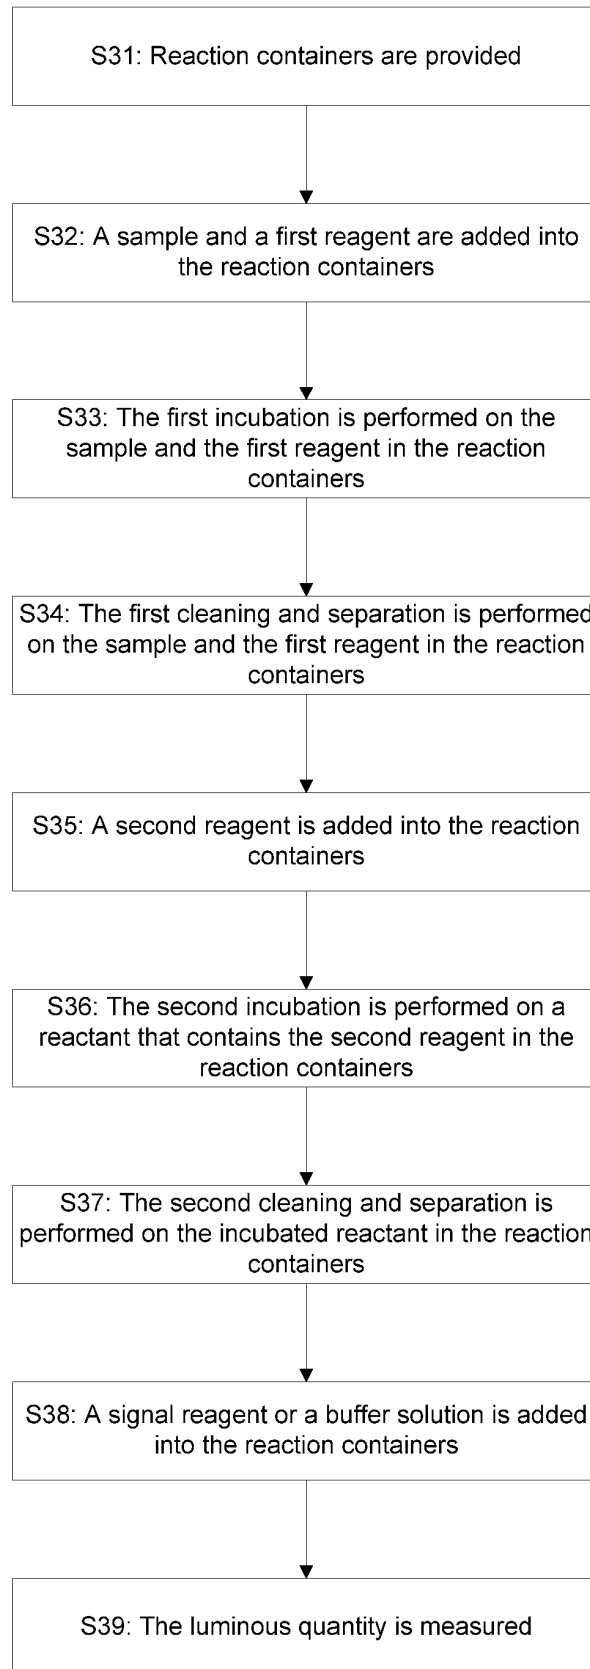 S31: Reaction containers are provided
S32: A sample and a first reagent are added into
the reaction containers
S33: The first incubation is performed on the
sample and the first reagent in the reaction
containers
S34: The first cleaning and separation is performed
on the sample and the first reagent in the reaction
containers
S35: A second reagent is added into the reaction
containers
S36: The second incubation is performed on a
reactant that contains the second reagent in the
reaction containers
S37: The second cleaning and separation is
performed on the incubated reactant in the reaction
containers
S38: A signal reagent or a buffer solution is added
into the reaction containers
S39: The luminous quantity is measured